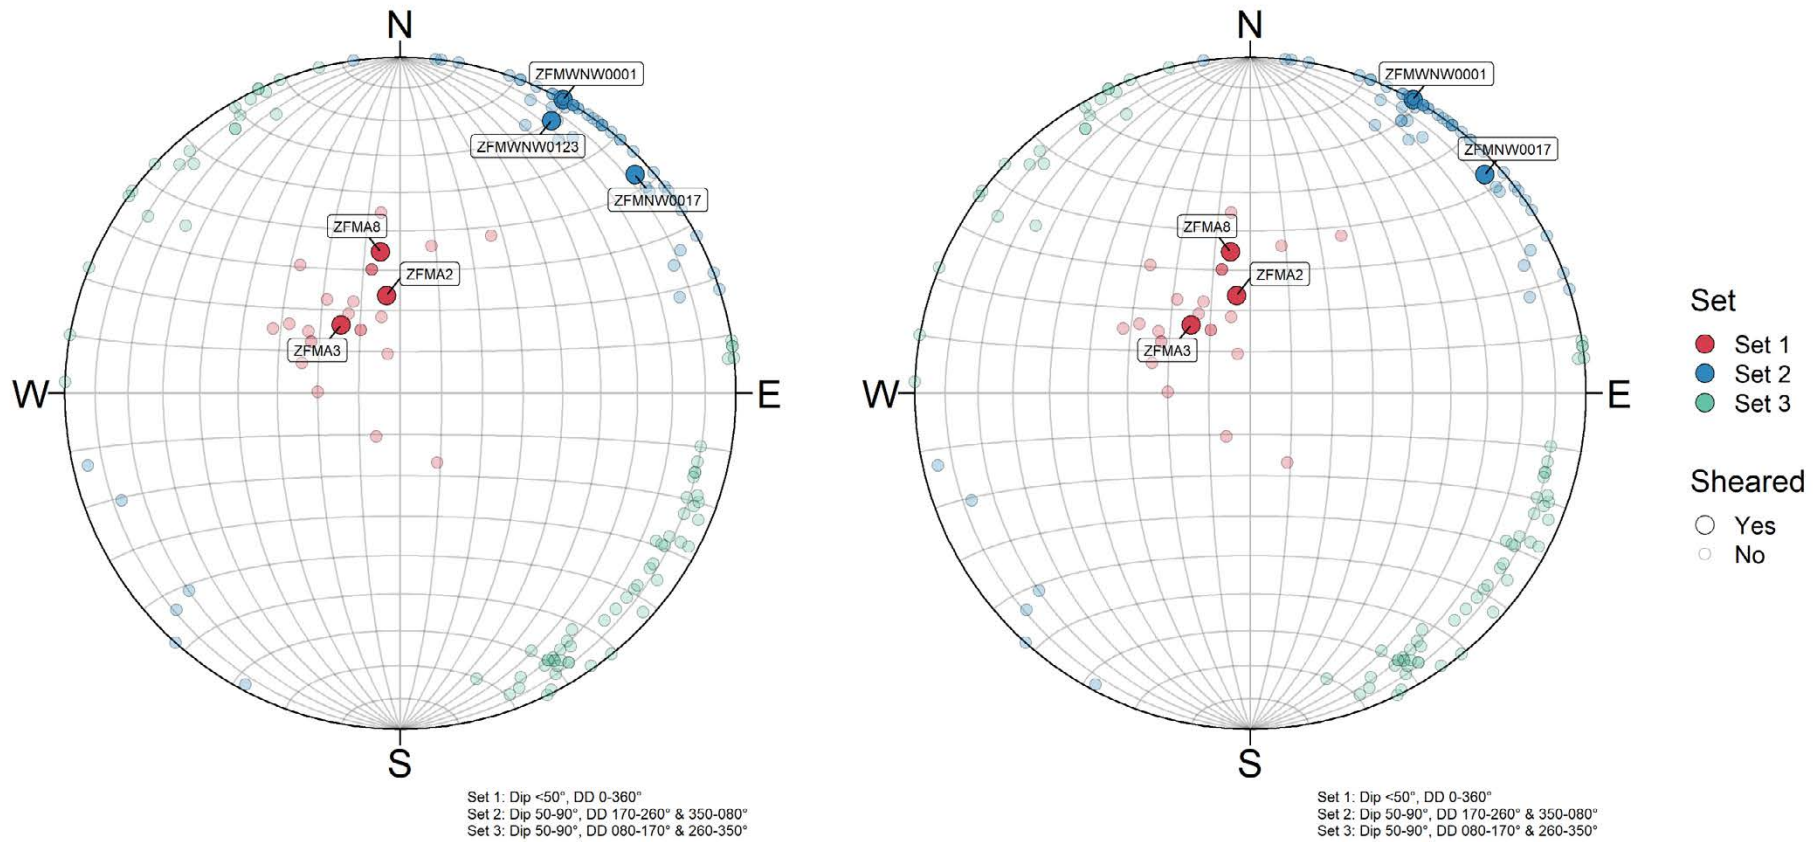 N
ZFMWNW0001
ZFMWNW0123
ZFMNW0017
ZFMA8
ZFMA2
ZFMA3
W
E
S
Set 1: Dip <50°, DD 0-360°
Set 2: Dip 50-90°, DD 170-260° & 350-080°
Set 3: Dip 50-90°, DD 080-170° & 260-350°
N
ZFMWNW0001
ZFMNW0017
ZFMA8
ZFMA2
ZFMA3
W
E
S
Set 1: Dip <50°, DD 0-360°
Set 2: Dip 50-90°, DD 170-260° & 350-080°
Set 3: Dip 50-90°, DD 080-170° & 260-350°
Set
Set 1
Set 2
Set 3
Sheared
Yes
No